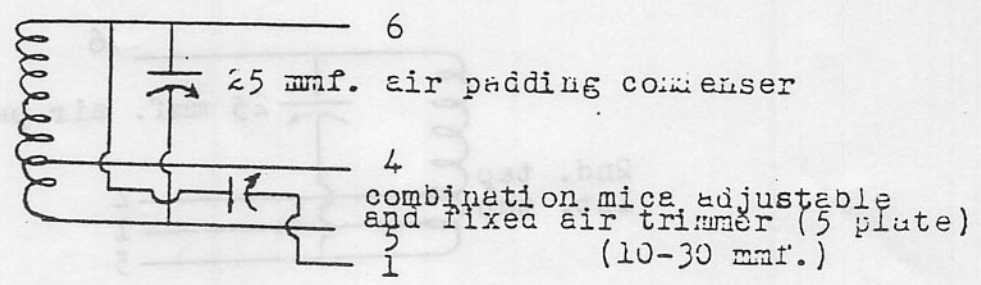 6
25 mmf. air padding condenser
4
combination mica adjustable
and fixed air trimmer (5 plate)
5
(10-30 mmf.)
1